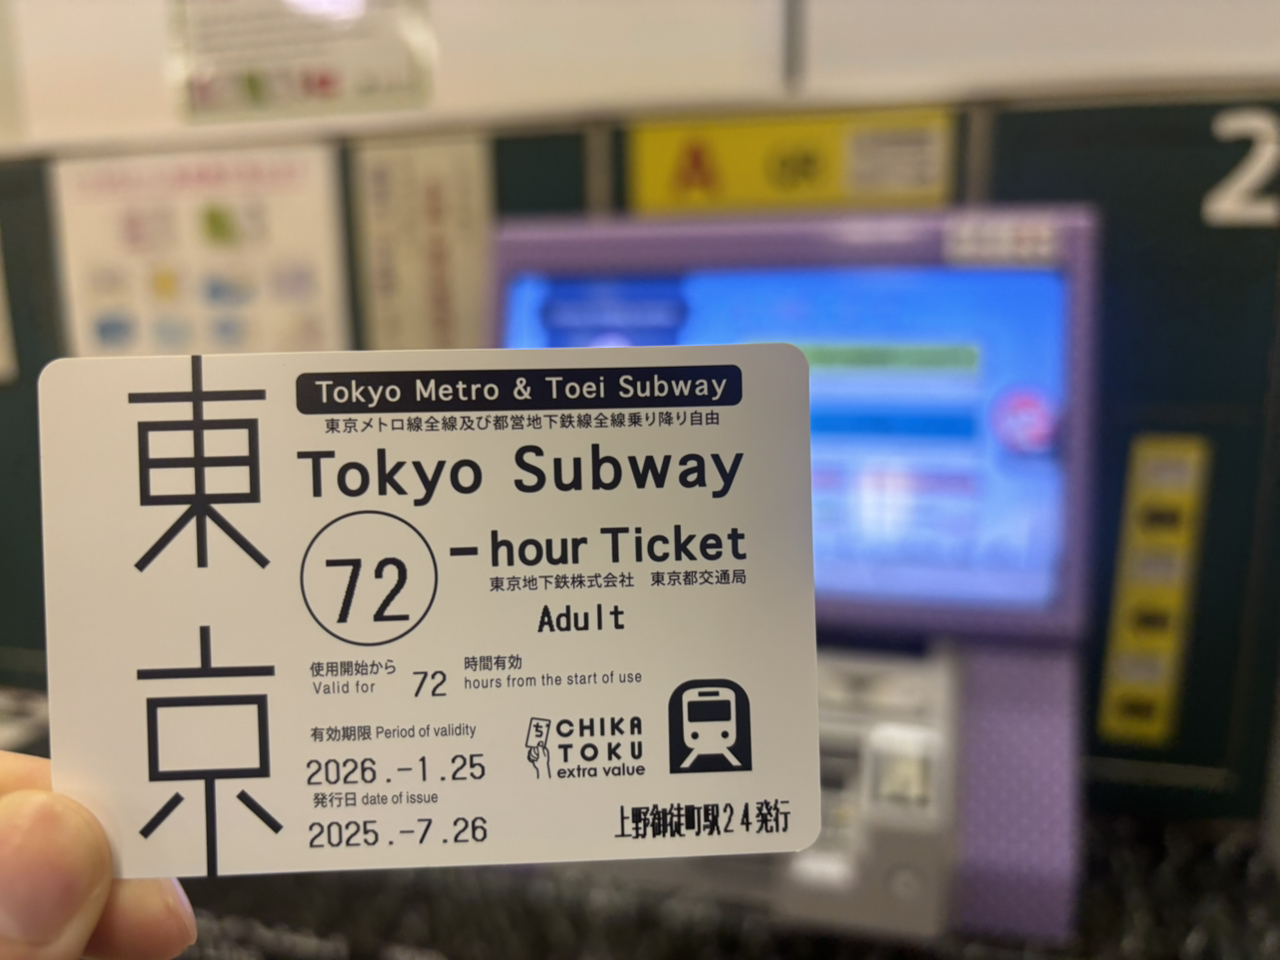 東京
Tokyo Metro & Toei Subway
東京メトロ線全線及び都営地下鉄線全線乗り降り自由
Tokyo Subway
72 -hour Ticket
東京地下鉄株式会社 東京都交通局
Adult
使用開始から 72 時間有効
Valid for 72 hours from the start of use
有効期限 Period of validity
2026.-1.25
発行日 date of issue
2025.-7.26
ち CHIKA
TOKU
extra value
上野御徒町駅24発行
A
2